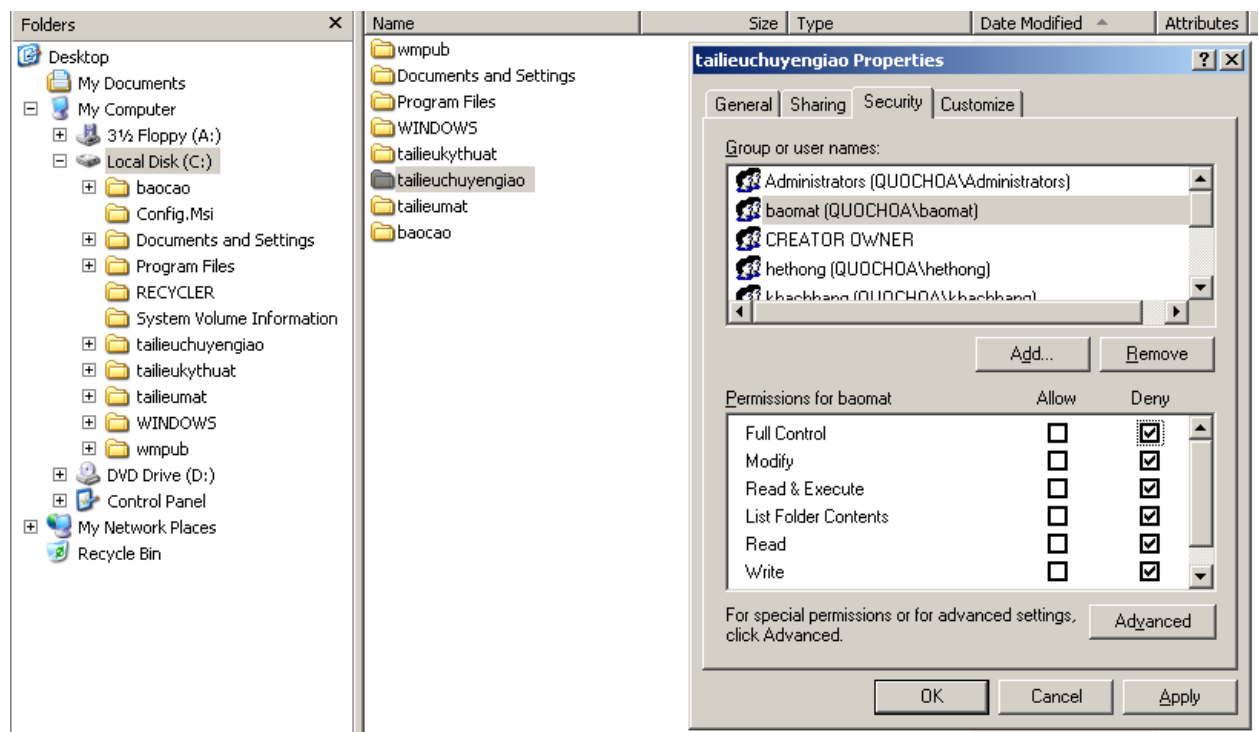 Folders
Desktop
My Documents
My Computer
3½ Floppy (A:)
Local Disk (C:)
baocao
Config.Msi
Documents and Settings
Program Files
RECYCLER
System Volume Information
tailieuchuyengiao
tailieukythuat
tailieumat
WINDOWS
wmpub
DVD Drive (D:)
Control Panel
My Network Places
Recycle Bin
Name Size Type Date Modified Attributes
wmpub
Documents and Settings
Program Files
WINDOWS
tailieukythuat
tailieuchuyengiao
tailieumat
baocao
tailieuchuyengiao Properties
General Sharing Security Customize
Group or user names:
Administrators (QUOCHOA\Administrators)
baomat (QUOCHOA\baomat)
CREATOR OWNER
hethong (QUOCHOA\hethong)
khachhang (QUOCHOA\khachhang)
Add... Remove
Permissions for baomat Allow Deny
Full Control
Modify
Read & Execute
List Folder Contents
Read
Write
For special permissions or for advanced settings,
click Advanced.
Advanced
OK Cancel Apply